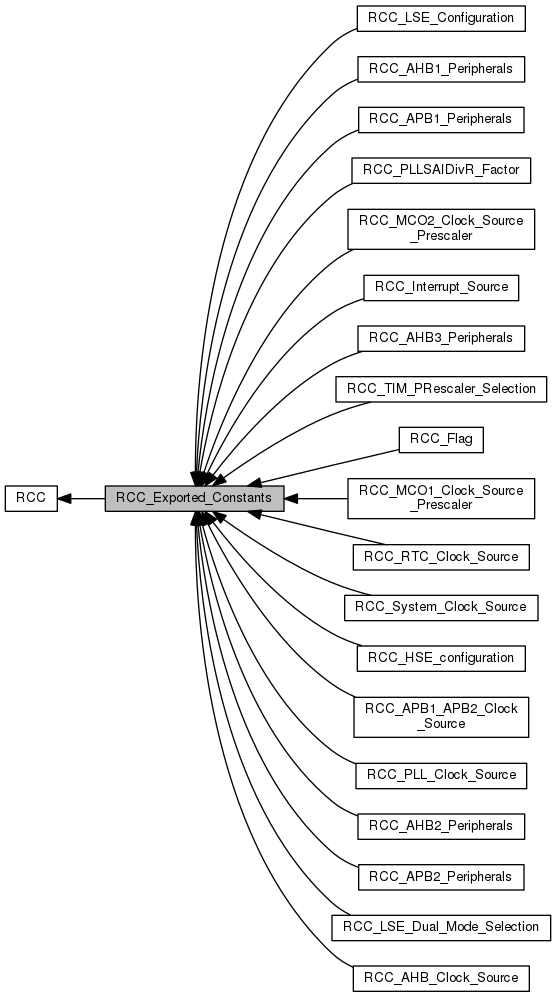 RCC_LSE_Configuration
RCC_AHB1_Peripherals
RCC_APB1_Peripherals
RCC_PLLSAIDivR_Factor
RCC_MCO2_Clock_Source
_Prescaler
RCC_Interrupt_Source
RCC_AHB3_Peripherals
RCC_TIM_PRescaler_Selection
RCC_Flag
RCC
RCC_Exported_Constants
RCC_MCO1_Clock_Source
_Prescaler
RCC_RTC_Clock_Source
RCC_System_Clock_Source
RCC_HSE_configuration
RCC_APB1_APB2_Clock
_Source
RCC_PLL_Clock_Source
RCC_AHB2_Peripherals
RCC_APB2_Peripherals
RCC_LSE_Dual_Mode_Selection
RCC_AHB_Clock_Source